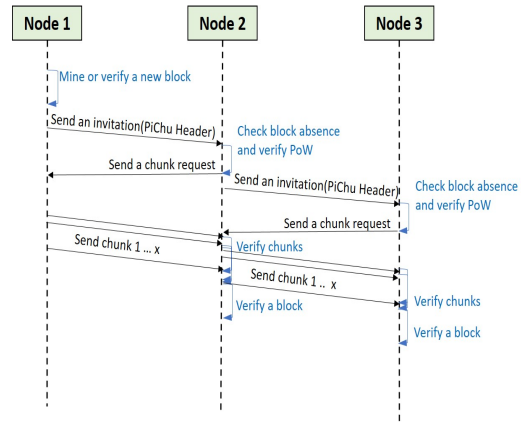 Node 1
Node 2
Node 3
Mine or verify a new block
Send an invitation(PiChu Header)
Check block absence
and verify PoW
Send a chunk request
Send an invitation(PiChu Header)
Check block absence
and verify PoW
Send a chunk request
Send chunk 1 ... x
Verify chunks
Send chunk 1 .. x
Verify chunks
Verify a block
Verify a block